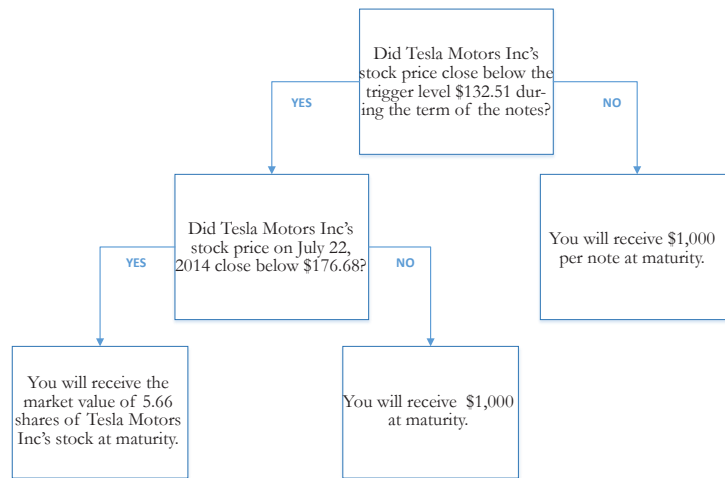 Did Tesla Motors Inc's
stock price close below the
trigger level $132.51 dur-
ing the term of the notes?
YES
NO
Did Tesla Motors Inc's
stock price on July 22,
2014 close below $176.68?
You will receive $1,000
per note at maturity.
YES
NO
You will receive the
market value of 5.66
shares of Tesla Motors
Inc's stock at maturity.
You will receive  $1,000
at maturity.